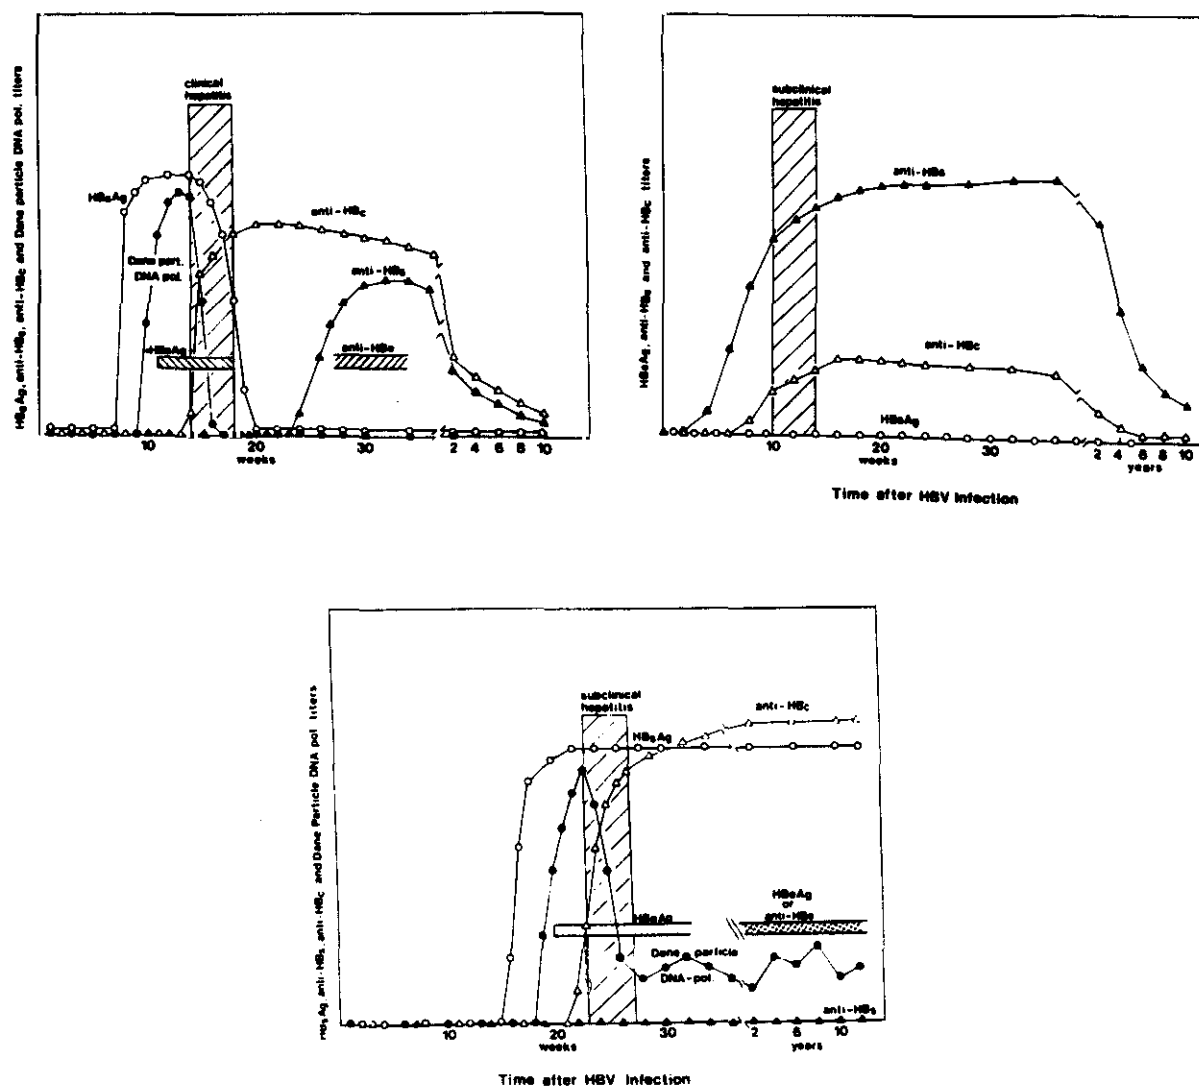 HBsAg, anti-HBs, anti-HBc and Dane particle DNA pol. titers
clinical
hepatitis
HBsAg
Dane part.
DNA pol.
HBeAg
anti-HBc
anti-HBs
anti-HBe
10
20
30
2
4
6
8
10
weeks
HBsAg, anti-HBs and anti-HBc titers
subclinical
hepatitis
anti-HBs
anti-HBc
HBsAg
10
20
30
2
4
6
8
10
weeks
years
Time after HBV Infection
HBsAg, anti-HBs, anti-HBc and Dane Particle DNA pol titers
subclinical
hepatitis
HBsAg
anti-HBc
HBeAg
HBeAg
or
anti-HBe
Dane particle
DNA-pol.
anti-HBs
10
20
30
2
6
10
weeks
years
Time after HBV Infection